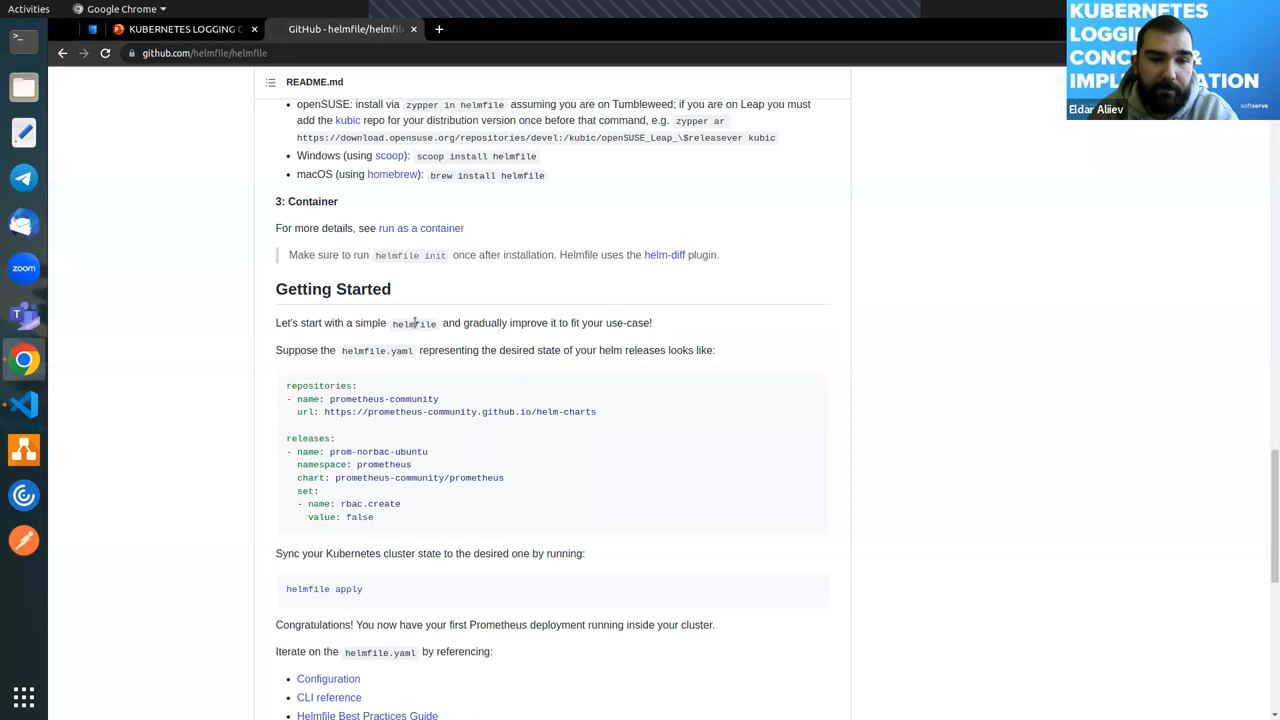 Activities
Google Chrome
KUBERNETES LOGGING C
GitHub - helmfile/helmfile
github.com/helmfile/helmfile
KUBERNETES
README.md
openSUSE: install via zypper in helmfile assuming you are on Tumbleweed; if you are on Leap you must
add the kubic repo for your distribution version once before that command, e.g. zypper ar
https://download.opensuse.org/repositories/devel:/kubic/openSUSE_Leap_\$releasever kubic
Eldar Aliiev
softserve
Windows (using scoop): scoop install helmfile
macOS (using homebrew): brew install helmfile
3: Container
For more details, see run as a container
Make sure to run helmfile init once after installation. Helmfile uses the helm-diff plugin.
Getting Started
Let's start with a simple helmfile and gradually improve it to fit your use-case!
Suppose the helmfile.yaml representing the desired state of your helm releases looks like:
repositories:
- name: prometheus-community
url: https://prometheus-community.github.io/helm-charts
releases:
- name: prom-norbac-ubuntu
namespace: prometheus
chart: prometheus-community/prometheus
set:
- name: rbac.create
value: false
Sync your Kubernetes cluster state to the desired one by running:
helmfile apply
Congratulations! You now have your first Prometheus deployment running inside your cluster.
Iterate on the helmfile.yaml by referencing:
Configuration
CLI reference
Helmfile Best Practices Guide
zoom